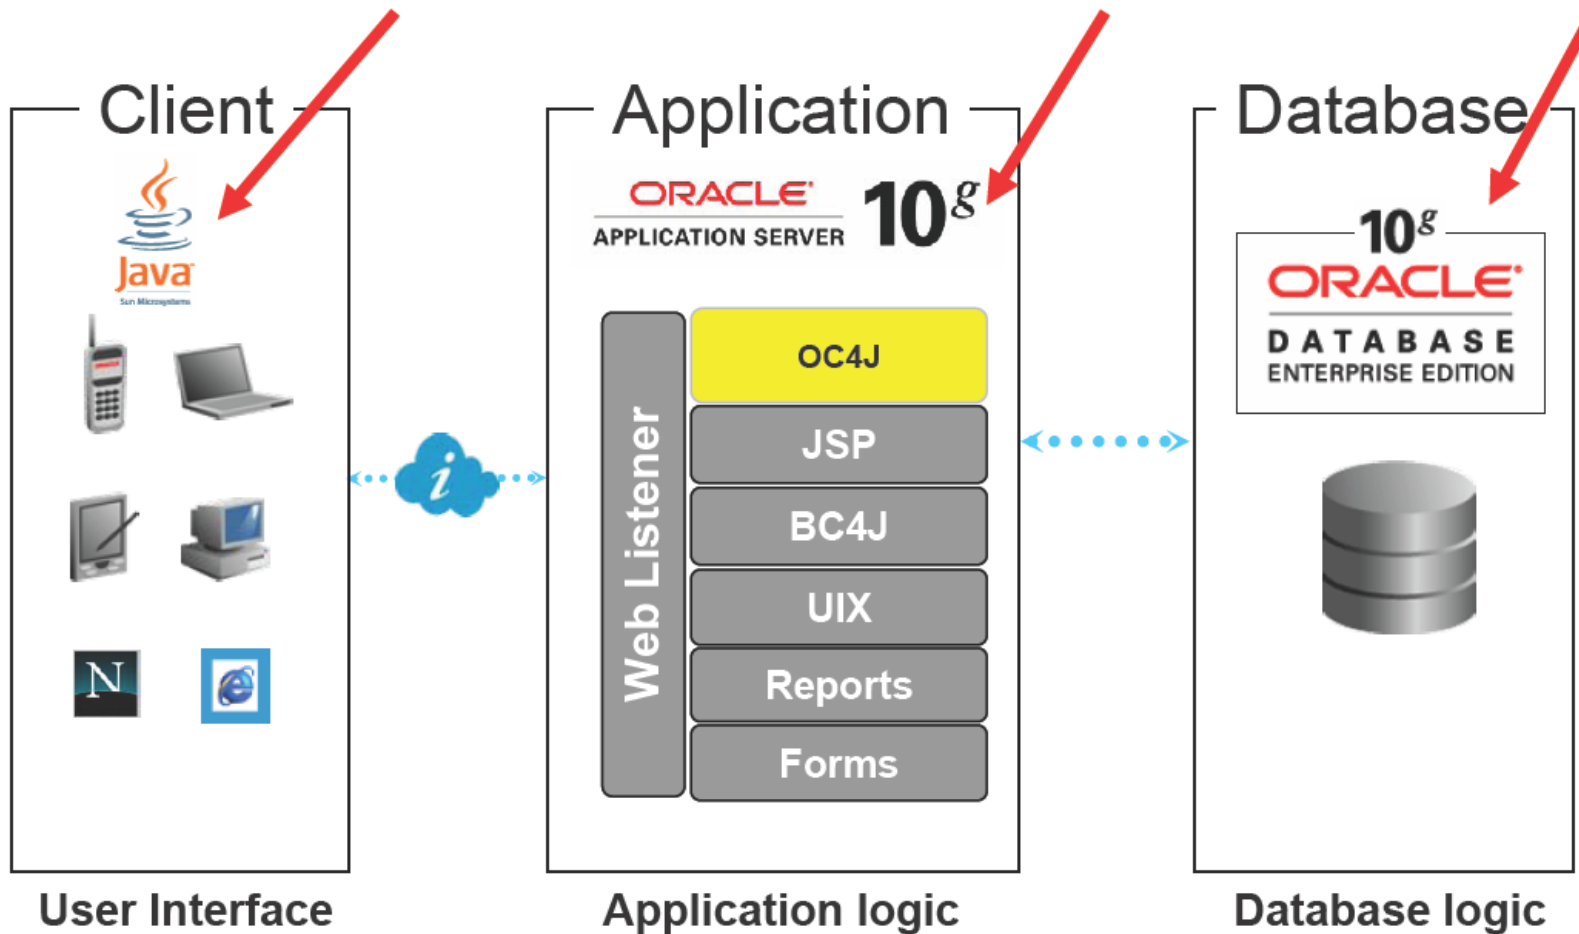 Client
Java
Sun Microsystems
ORACLE
N
e
User Interface
i
Application
ORACLE
APPLICATION SERVER
10g
Web Listener
OC4J
JSP
BC4J
UIX
Reports
Forms
Application logic
Database
10g
ORACLE
DATABASE
ENTERPRISE EDITION
Database logic